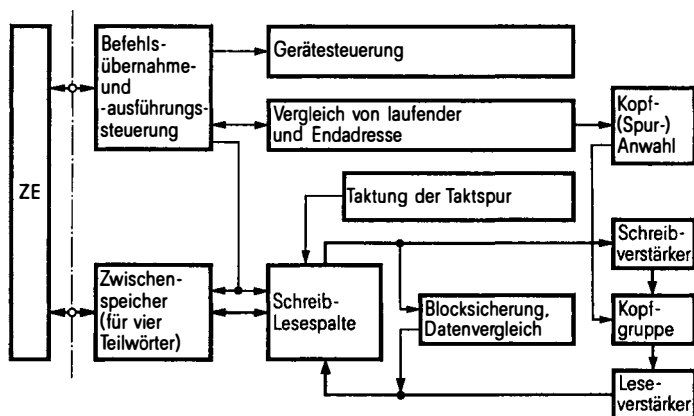 Befehls-
übernahme-
und
-ausführungs-
steuerung
Gerätesteuerung
Vergleich von laufender
und Endadresse
Kopf-
(Spur-)
Anwahl
ZE
Taktung der Taktspur
Zwischen-
speicher
(für vier
Teilwörter)
Schreib-
Lesespalte
Blocksicherung,
Datenvergleich
Schreib-
verstärker
Kopf-
gruppe
Lese-
verstärker